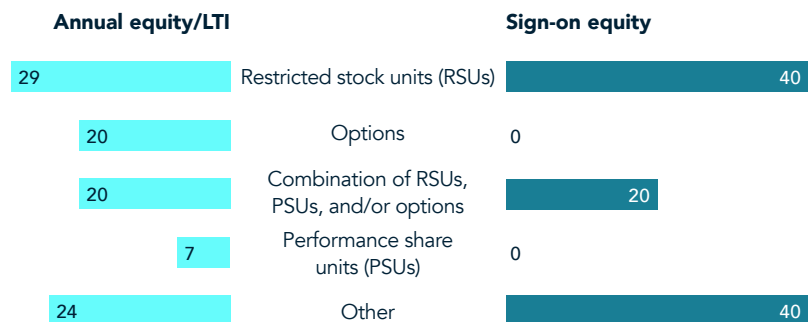 Annual equity/LTI
Sign-on equity
29
Restricted stock units (RSUs)
40
20
Options
0
20
Combination of RSUs,
PSUs, and/or options
20
7
Performance share
units (PSUs)
0
24
Other
40